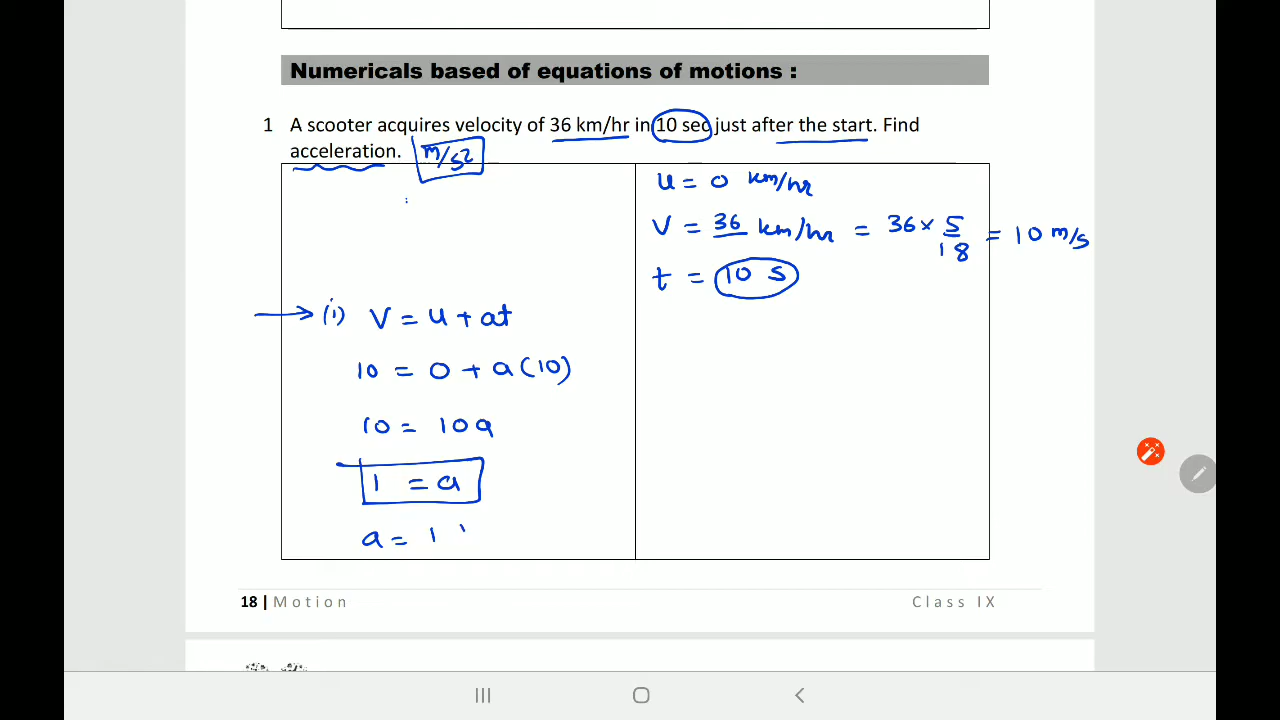 Numericals based of equations of motions :
1 A scooter acquires velocity of 36 km/hr in 10 sec just after the start. Find
acceleration. m/s²
u = 0 km/hr
v = 36 km/hr = 36 × 5/18 = 10 m/s
t = 10 s
(i) v = u + at
10 = 0 + a(10)
10 = 10a
1 = a
a = 1
18 | Motion
Class IX